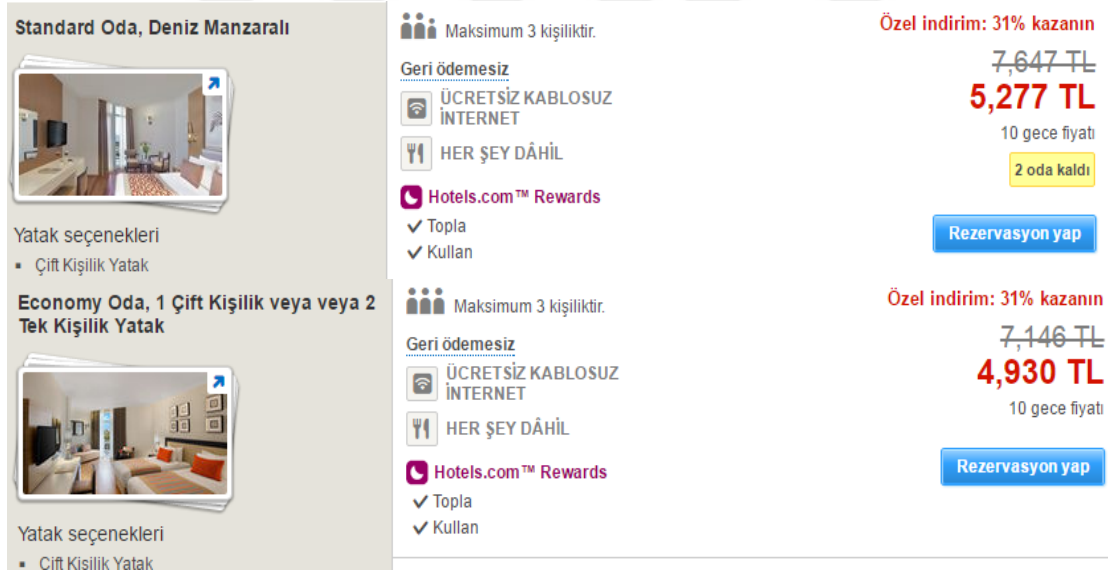 Standard Oda, Deniz Manzaralı
Yatak seçenekleri
Çift Kişilik Yatak
Maksimum 3 kişiliktir.
Geri ödemesiz
ÜCRETSİZ KABLOSUZ
İNTERNET
HER ŞEY DÂHİL
Hotels.com™ Rewards
Topla
Kullan
Özel indirim: 31% kazanın
7,647 TL
5,277 TL
10 gece fiyatı
2 oda kaldı
Rezervasyon yap
Economy Oda, 1 Çift Kişilik veya veya 2
Tek Kişilik Yatak
Yatak seçenekleri
Çift Kişilik Yatak
Maksimum 3 kişiliktir.
Geri ödemesiz
ÜCRETSİZ KABLOSUZ
İNTERNET
HER ŞEY DÂHİL
Hotels.com™ Rewards
Topla
Kullan
Özel indirim: 31% kazanın
7,146 TL
4,930 TL
10 gece fiyatı
Rezervasyon yap